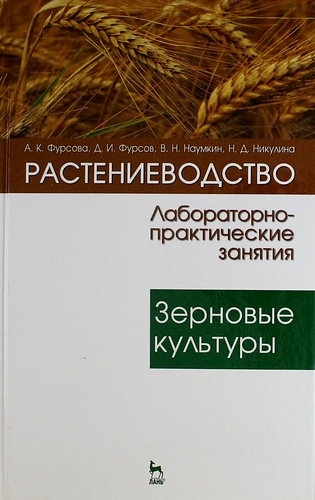 А. К. Фурсова, Д. И. Фурсов, В. Н. Наумкин, Н. Д. Никулина
РАСТЕНИЕВОДСТВО
Лабораторно-
практические
занятия
Зерновые
культуры
ЛАНЬ